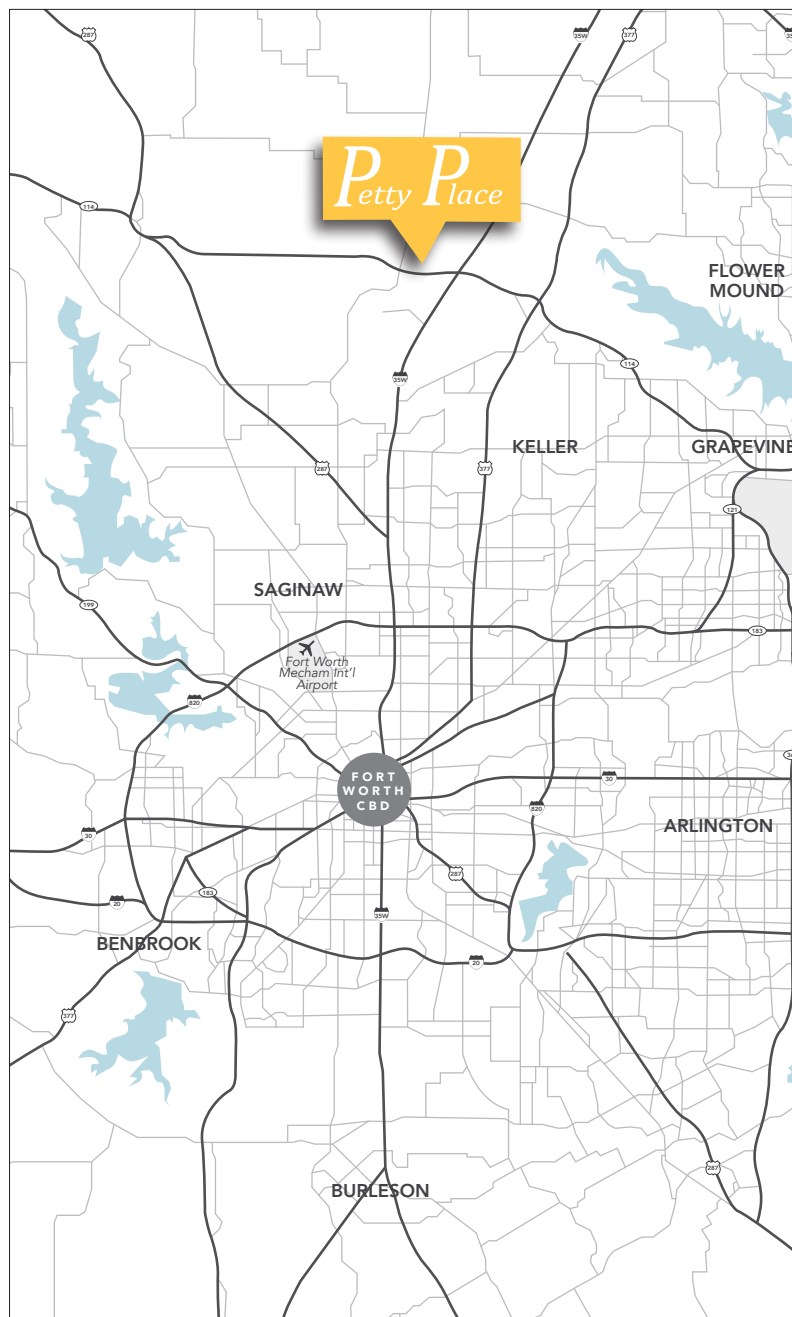 287
35W
377
35
Petty Place
114
FLOWER
MOUND
35W
114
KELLER
GRAPEVINE
287
377
121
SAGINAW
199
183
Fort Worth
Mecham Int'l
Airport
820
FORT
WORTH
CBD
30
820
ARLINGTON
30
287
183
20
35W
BENBROOK
20
377
287
BURLESON